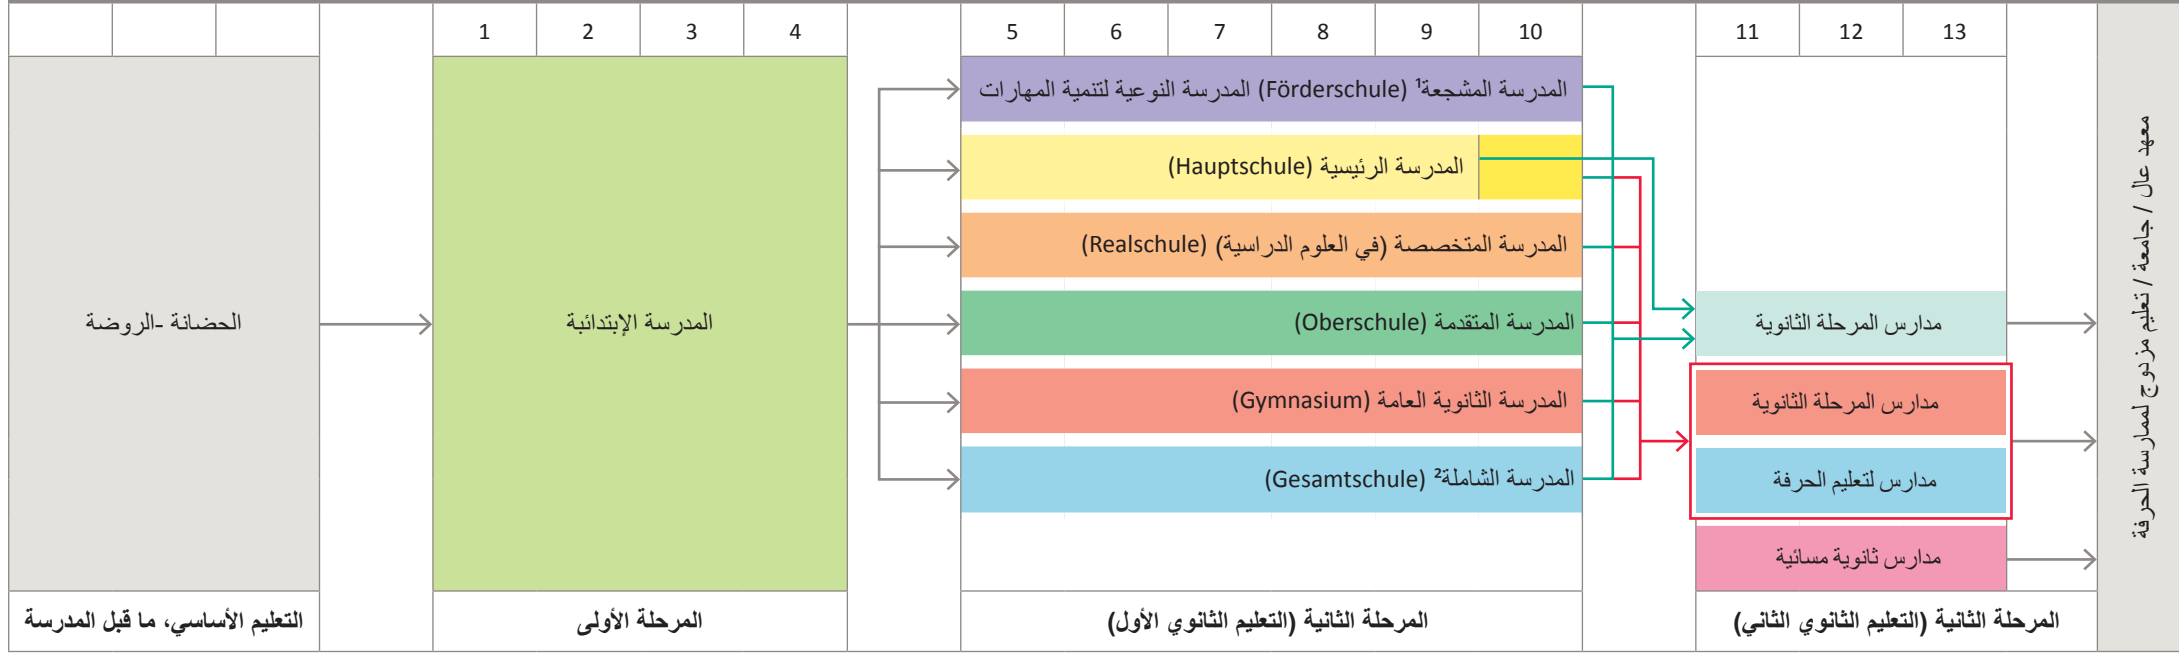 1 2 3 4 5 6 7 8 9 10 11 12 13
المدرسة المشجعة¹ (Förderschule) المدرسة النوعية لتنمية المهارات
المدرسة الرئيسية (Hauptschule)
المدرسة المتخصصة (في العلوم الدراسية) (Realschule)
الحضانة -الروضة
المدرسة الإبتدائبة
المدرسة المتقدمة (Oberschule)
مدارس المرحلة الثانوية
المدرسة الثانوية العامة (Gymnasium)
مدارس المرحلة الثانوية
المدرسة الشاملة² (Gesamtschule)
مدارس لتعليم الحرفة
مدارس ثانوية مسائية
معهد عال / جامعة / تعليم مزدوج لممارسة الحرفة
التعليم الأساسي، ما قبل المدرسة
المرحلة الأولى
المرحلة الثانية (التعليم الثانوي الأول)
المرحلة الثانية (التعليم الثانوي الثاني)